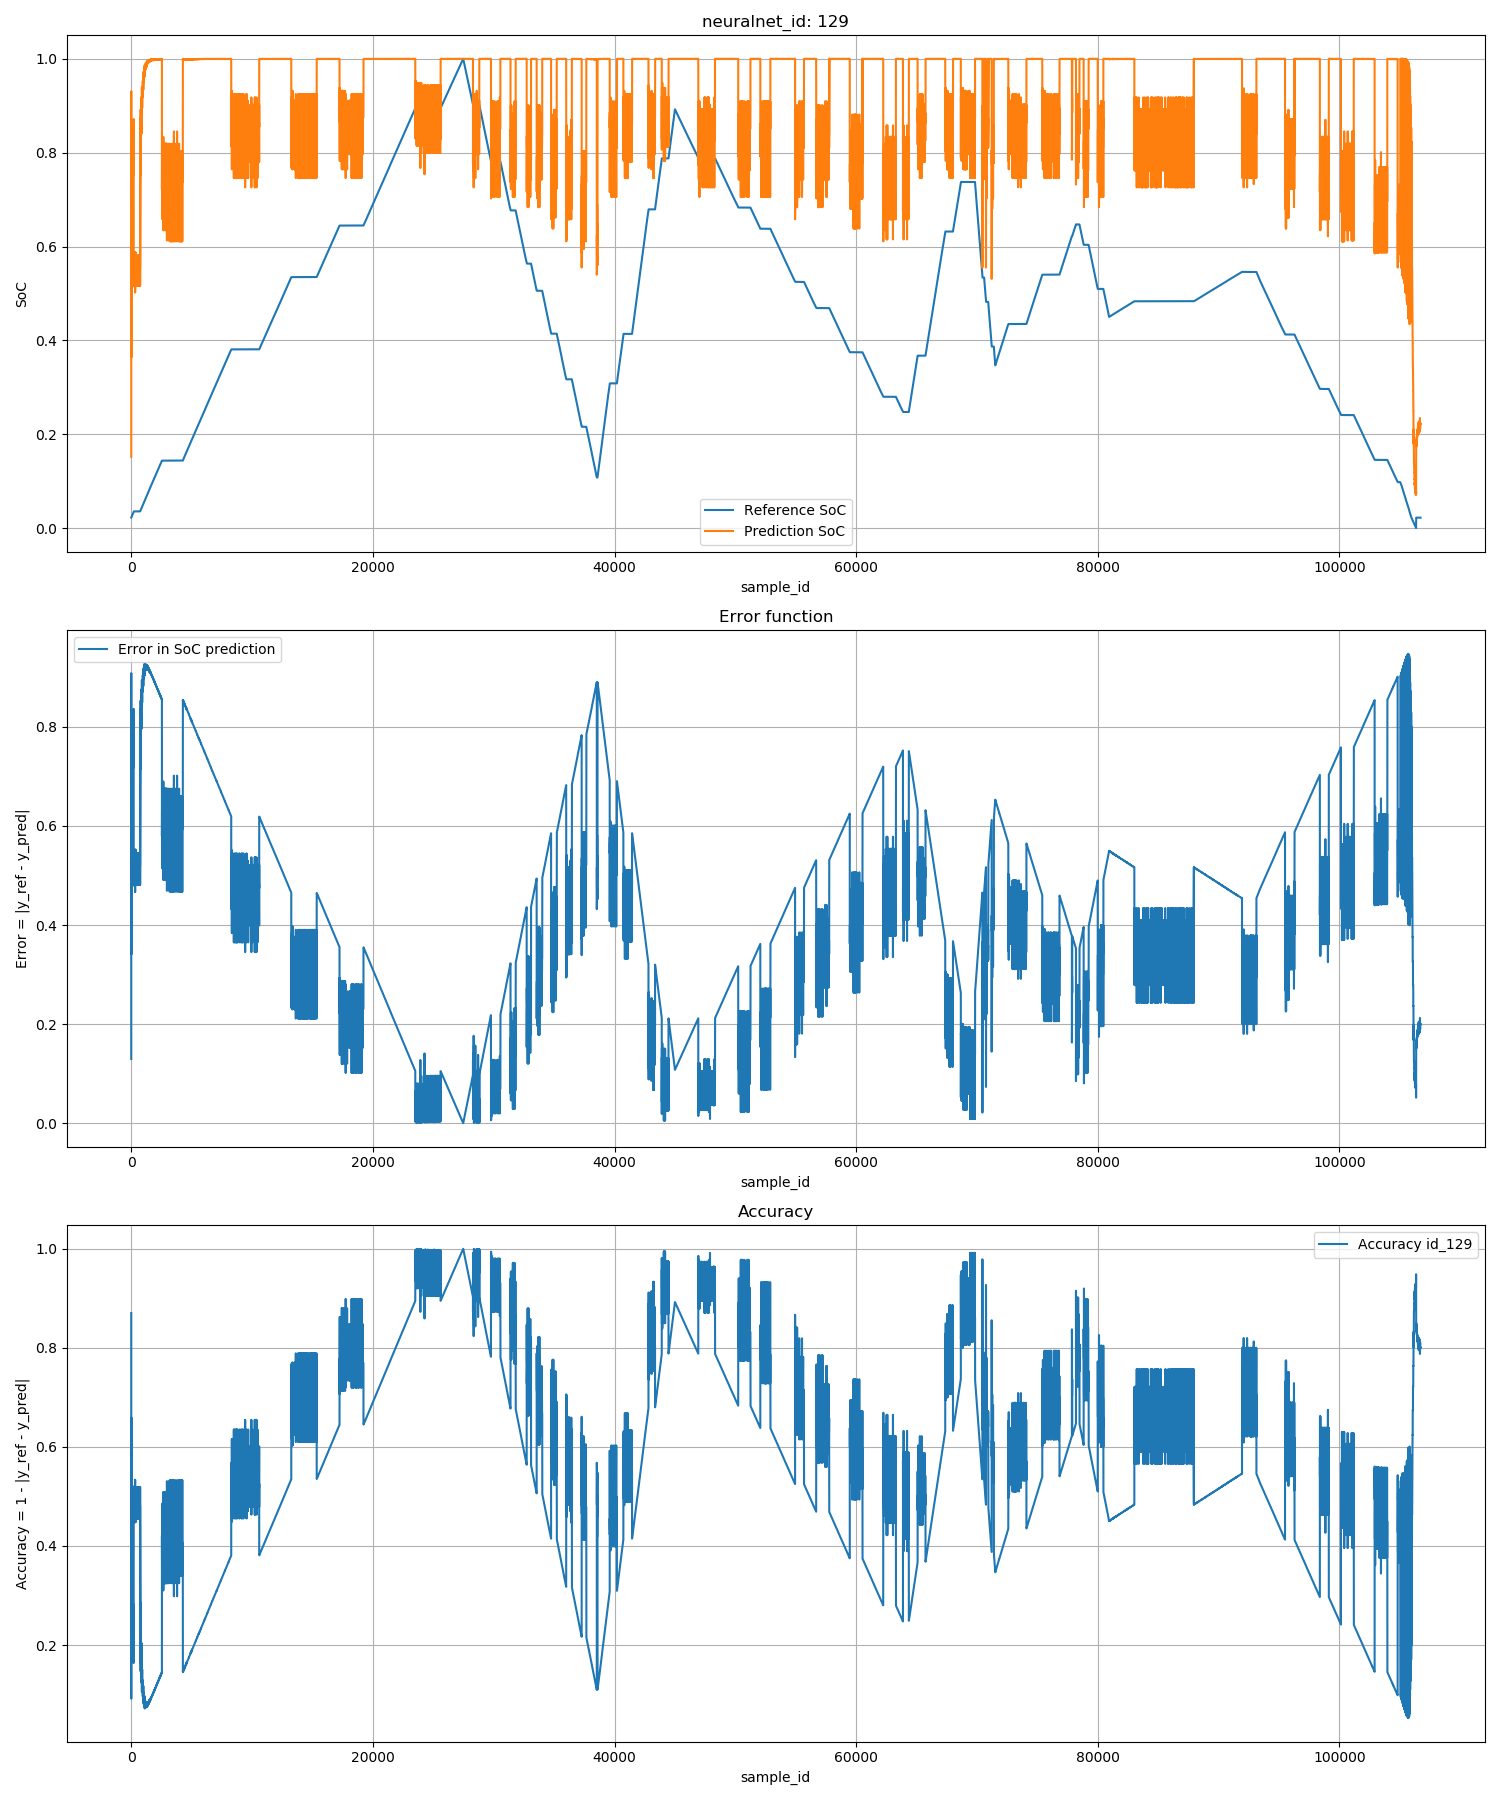 neuralnet_id: 129
1.0
0.8
0.6
0.4
0.2
0.0
SoC
Reference SoC
Prediction SoC
0 20000 40000 60000 80000 100000
sample_id
Error function
Error in SoC prediction
0.8
0.6
0.4
0.2
0.0
Error = |y_ref - y_pred|
0 20000 40000 60000 80000 100000
sample_id
Accuracy
Accuracy id_129
1.0
0.8
0.6
0.4
0.2
Accuracy = 1 - |y_ref - y_pred|
0 20000 40000 60000 80000 100000
sample_id